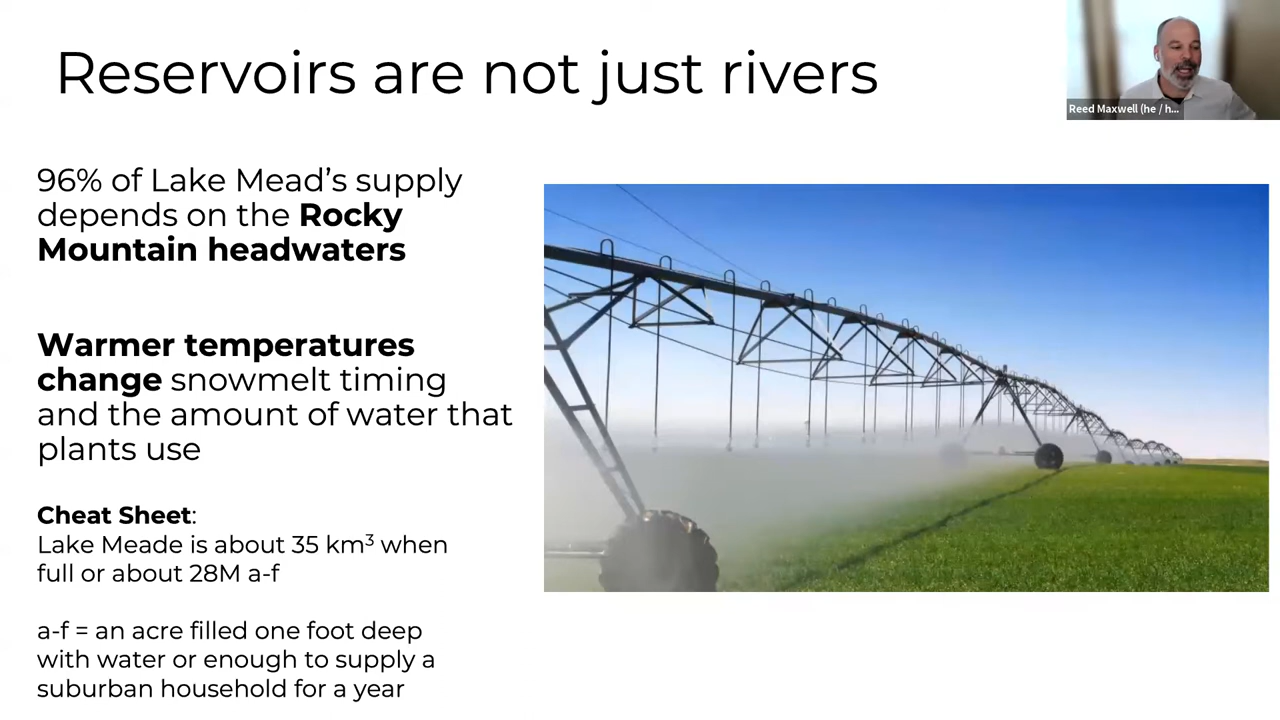 Reservoirs are not just rivers
Reed Maxwell (he / h...
96% of Lake Mead’s supply
depends on the Rocky
Mountain headwaters
Warmer temperatures
change snowmelt timing
and the amount of water that
plants use
Cheat Sheet:
Lake Meade is about 35 km³ when
full or about 28M a-f
a-f = an acre filled one foot deep
with water or enough to supply a
suburban household for a year